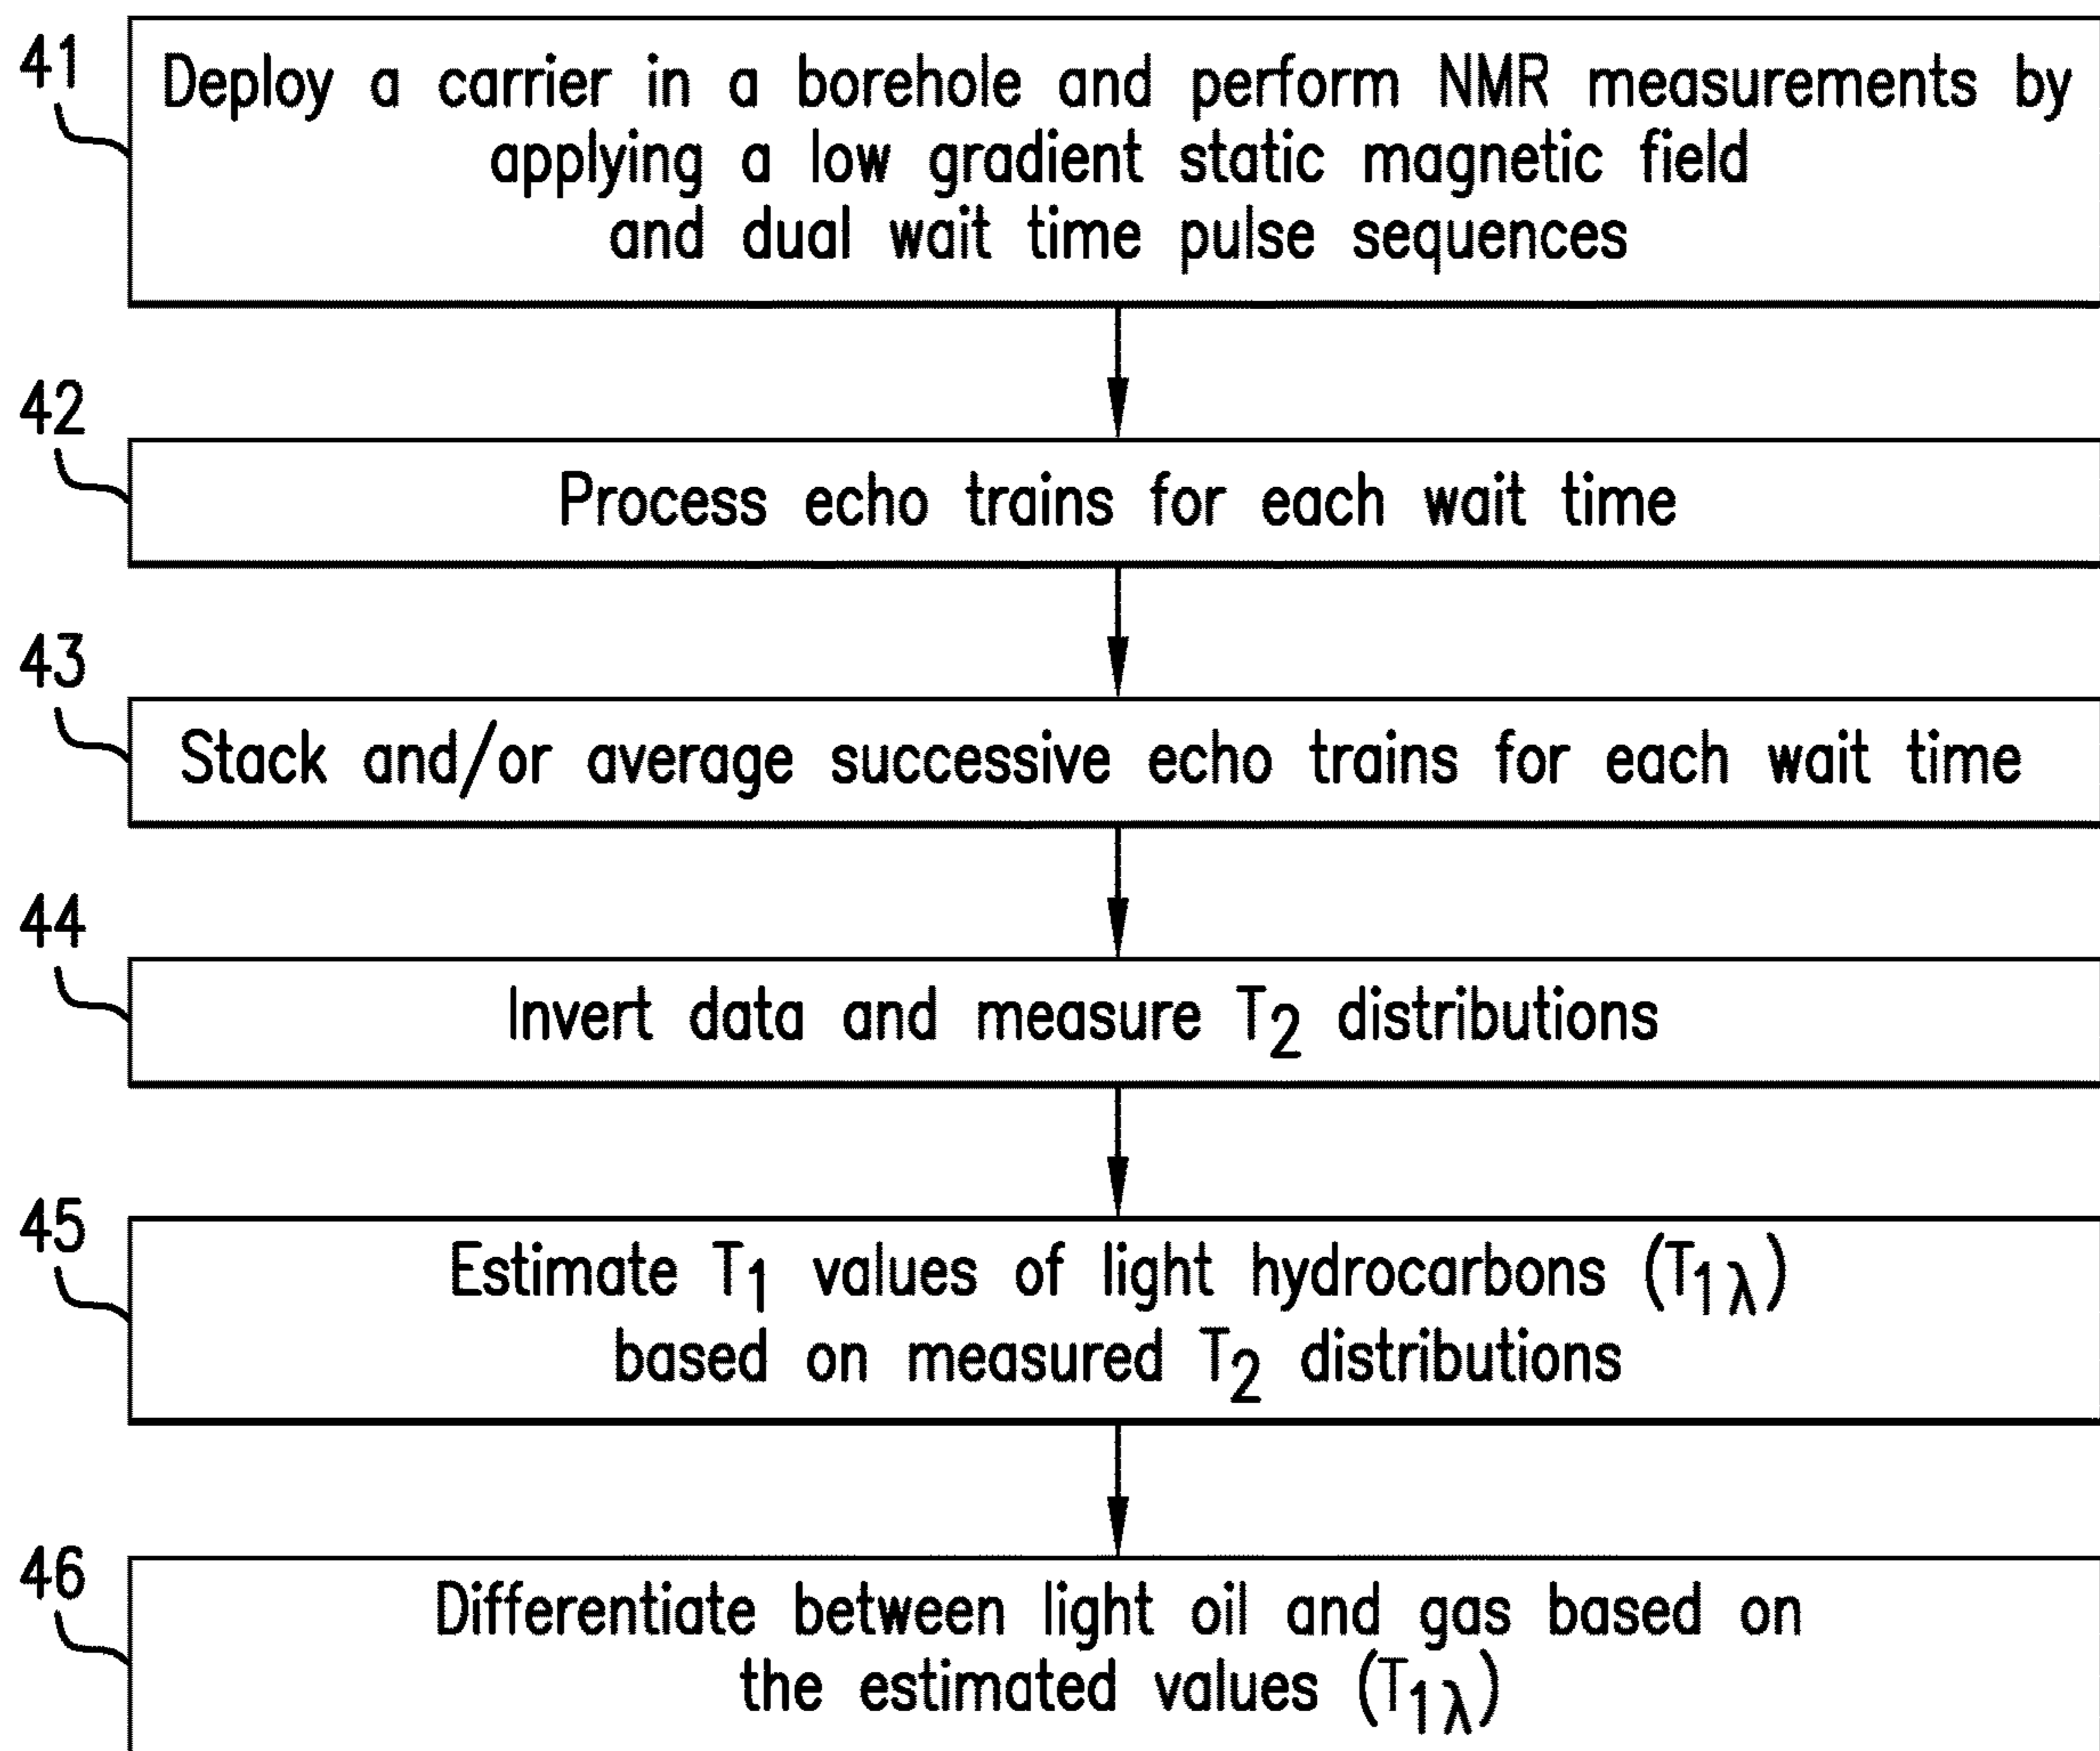 41
Deploy a carrier in a borehole and perform NMR measurements by
applying a low gradient static magnetic field
and dual wait time pulse sequences
42
Process echo trains for each wait time
43
Stack and/or average successive echo trains for each wait time
44
Invert data and measure T2 distributions
45
Estimate T1 values of light hydrocarbons (T1λ)
based on measured T2 distributions
46
Differentiate between light oil and gas based on
the estimated values (T1λ)